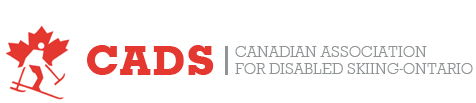 CADS
CANADIAN ASSOCIATION
FOR DISABLED SKIING-ONTARIO